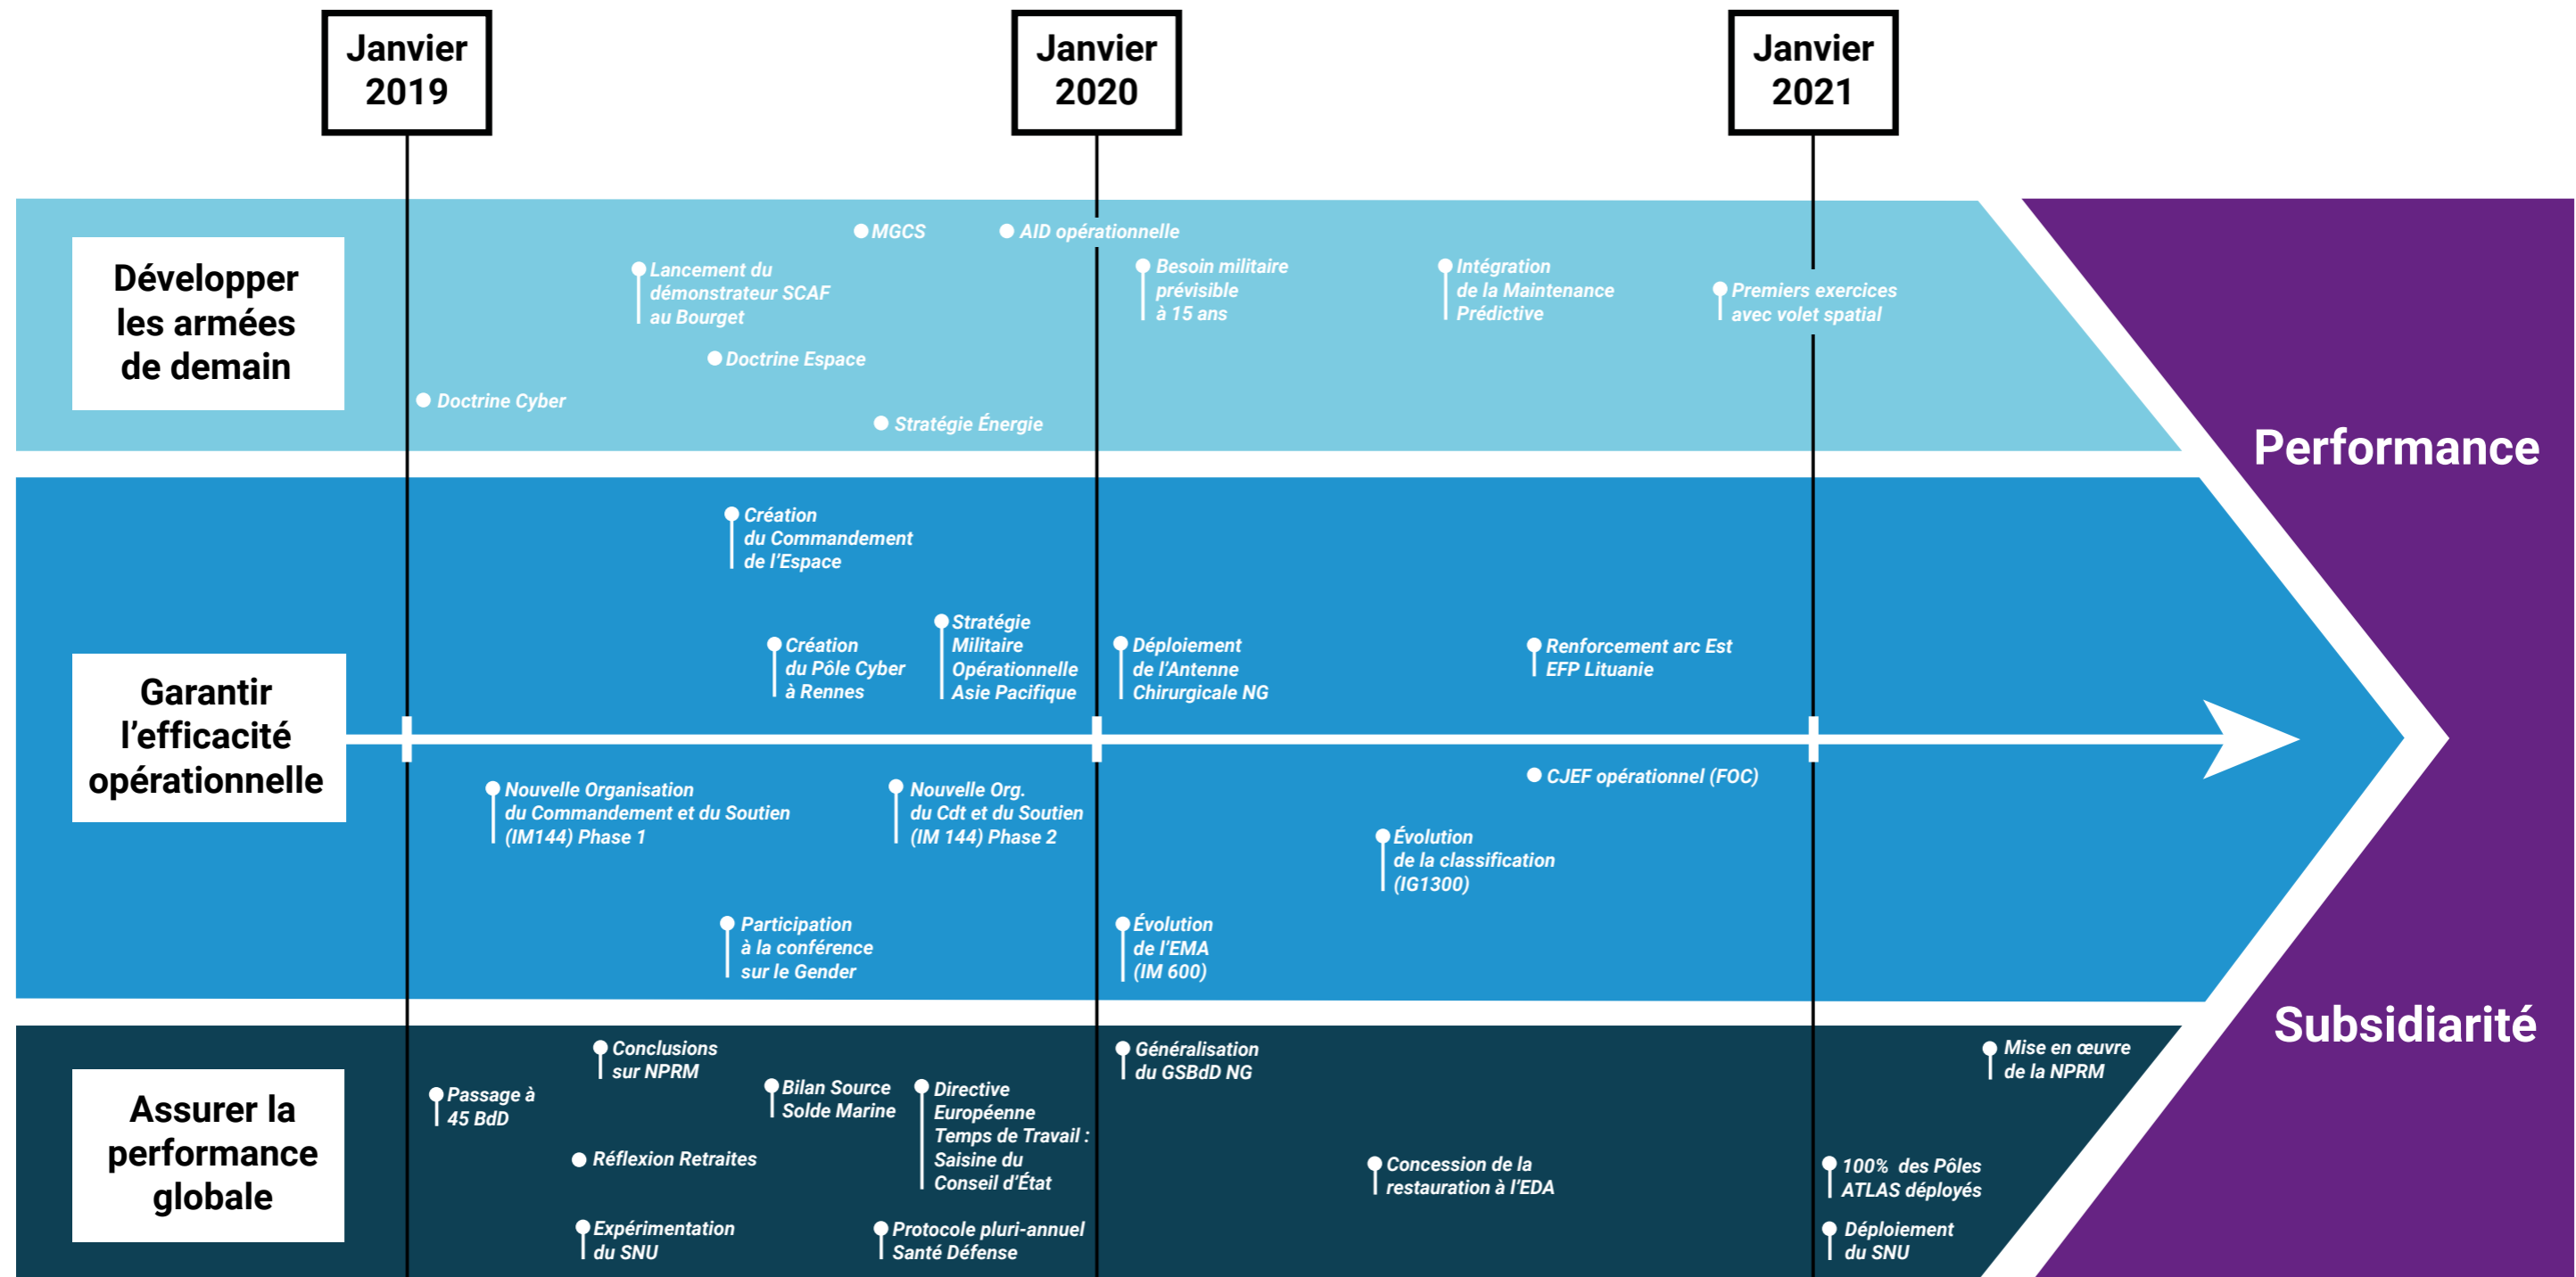 Janvier
2019
Janvier
2020
Janvier
2021
Développer
les armées
de demain
MGCS
AID opérationnelle
Lancement du
démonstrateur SCAF
au Bourget
Besoin militaire
prévisible
à 15 ans
Intégration
de la Maintenance
Prédictive
Premiers exercices
avec volet spatial
Doctrine Espace
Doctrine Cyber
Stratégie Énergie
Performance
Garantir
l’efficacité
opérationnelle
Création
du Commandement
de l’Espace
Création
du Pôle Cyber
à Rennes
Stratégie
Militaire
Opérationnelle
Asie Pacifique
Déploiement
de l’Antenne
Chirurgicale NG
Renforcement arc Est
EFP Lituanie
Nouvelle Organisation
du Commandement et du Soutien
(IM144) Phase 1
Nouvelle Org.
du Cdt et du Soutien
(IM 144) Phase 2
CJEF opérationnel (FOC)
Évolution
de la classification
(IG1300)
Participation
à la conférence
sur le Gender
Évolution
de l’EMA
(IM 600)
Subsidiarité
Assurer la
performance
globale
Passage à
45 BdD
Conclusions
sur NPRM
Bilan Source
Solde Marine
Directive
Européenne
Temps de Travail :
Saisine du
Conseil d’État
Généralisation
du GSBdD NG
Mise en œuvre
de la NPRM
Réflexion Retraites
Concession de la
restauration à l’EDA
100% des Pôles
ATLAS déployés
Expérimentation
du SNU
Protocole pluri-annuel
Santé Défense
Déploiement
du SNU